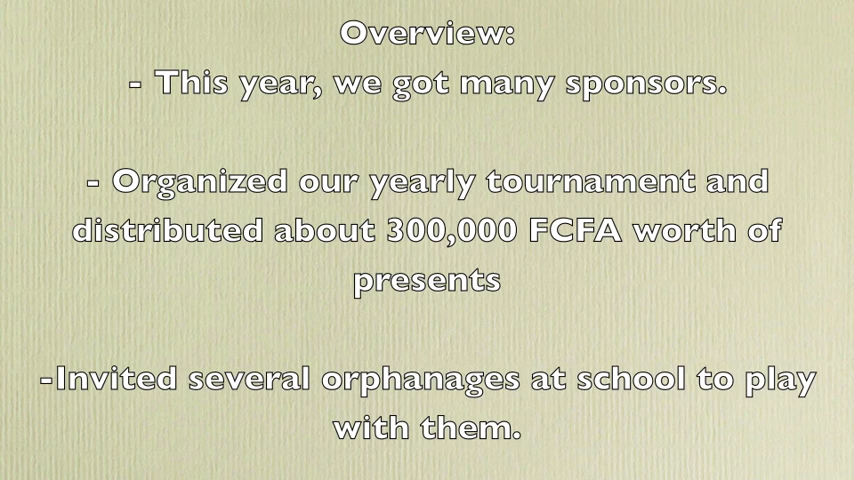 Overview:
- This year, we got many sponsors.
- Organized our yearly tournament and
distributed about 300,000 FCFA worth of
presents
-Invited several orphanages at school to play
with them.